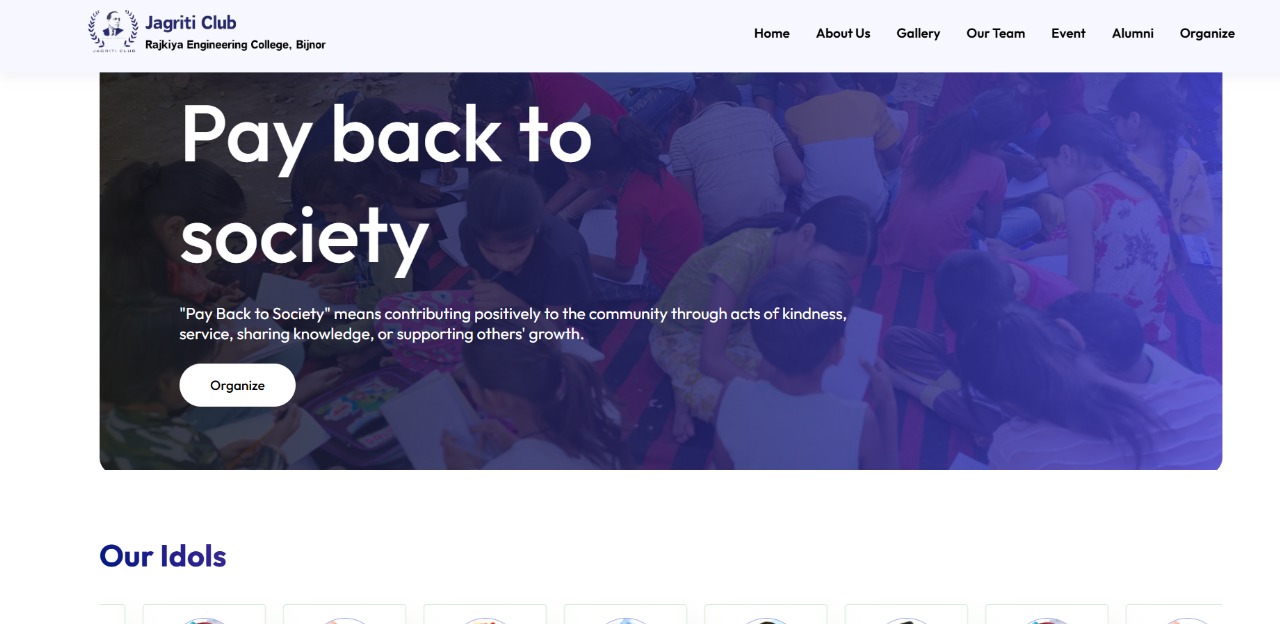 Jagriti Club
Rajkiya Engineering College, Bijnor
JAGRITI CLUB
Home About Us Gallery Our Team Event Alumni Organize
Pay back to
society
"Pay Back to Society" means contributing positively to the community through acts of kindness,
service, sharing knowledge, or supporting others' growth.
Organize
Our Idols